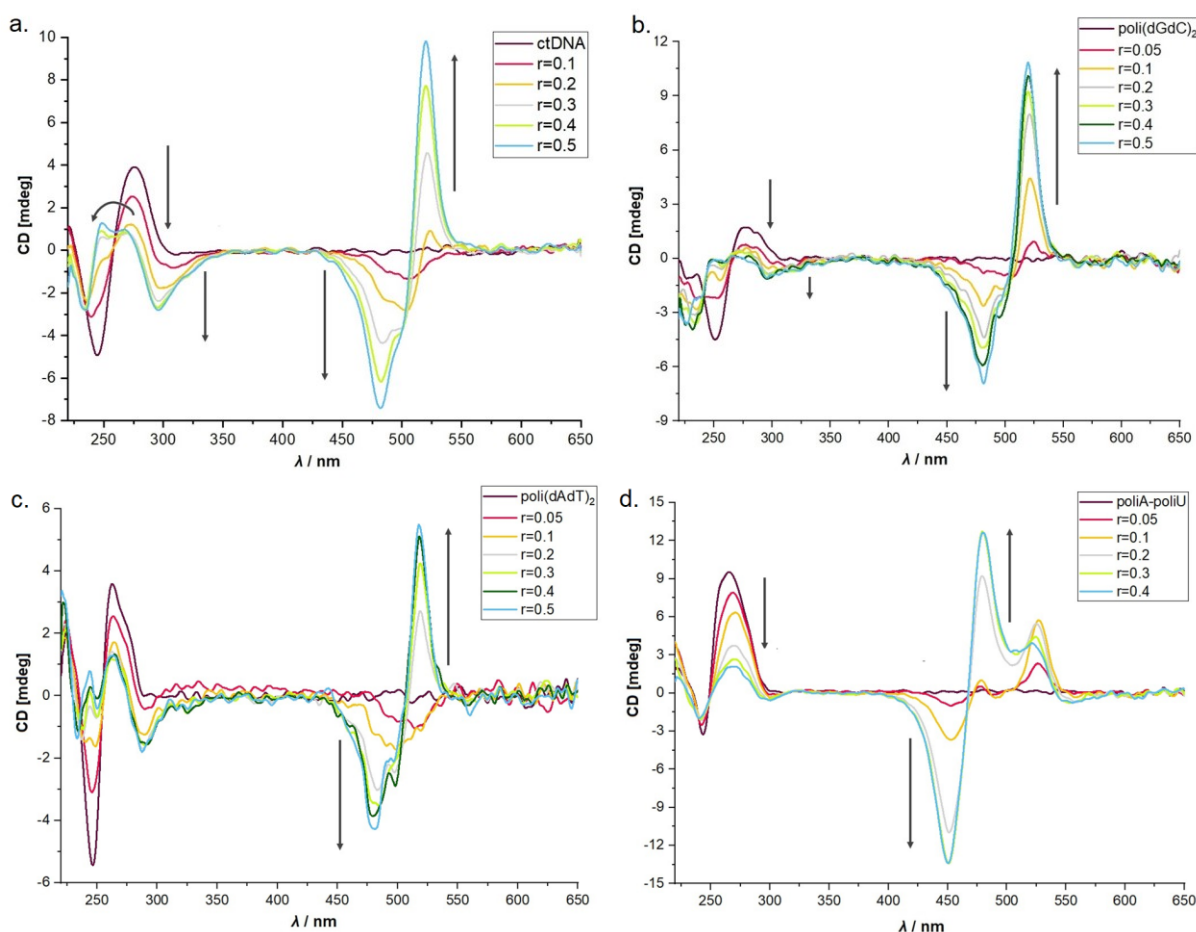 a.
10
8
6
4
2
0
-2
-4
-6
-8
CD [mdeg]
250 300 350 400 450 500 550 600 650
λ / nm
ctDNA
r=0.1
r=0.2
r=0.3
r=0.4
r=0.5
b.
12
9
6
3
0
-3
-6
-9
CD [mdeg]
250 300 350 400 450 500 550 600 650
λ / nm
poli(dGdC)2
r=0.05
r=0.1
r=0.2
r=0.3
r=0.4
r=0.5
c.
6
4
2
0
-2
-4
-6
CD [mdeg]
250 300 350 400 450 500 550 600 650
λ / nm
poli(dAdT)2
r=0.05
r=0.1
r=0.2
r=0.3
r=0.4
r=0.5
d.
15
12
9
6
3
0
-3
-6
-9
-12
-15
CD [mdeg]
250 300 350 400 450 500 550 600 650
λ / nm
poliA-poliU
r=0.05
r=0.1
r=0.2
r=0.3
r=0.4